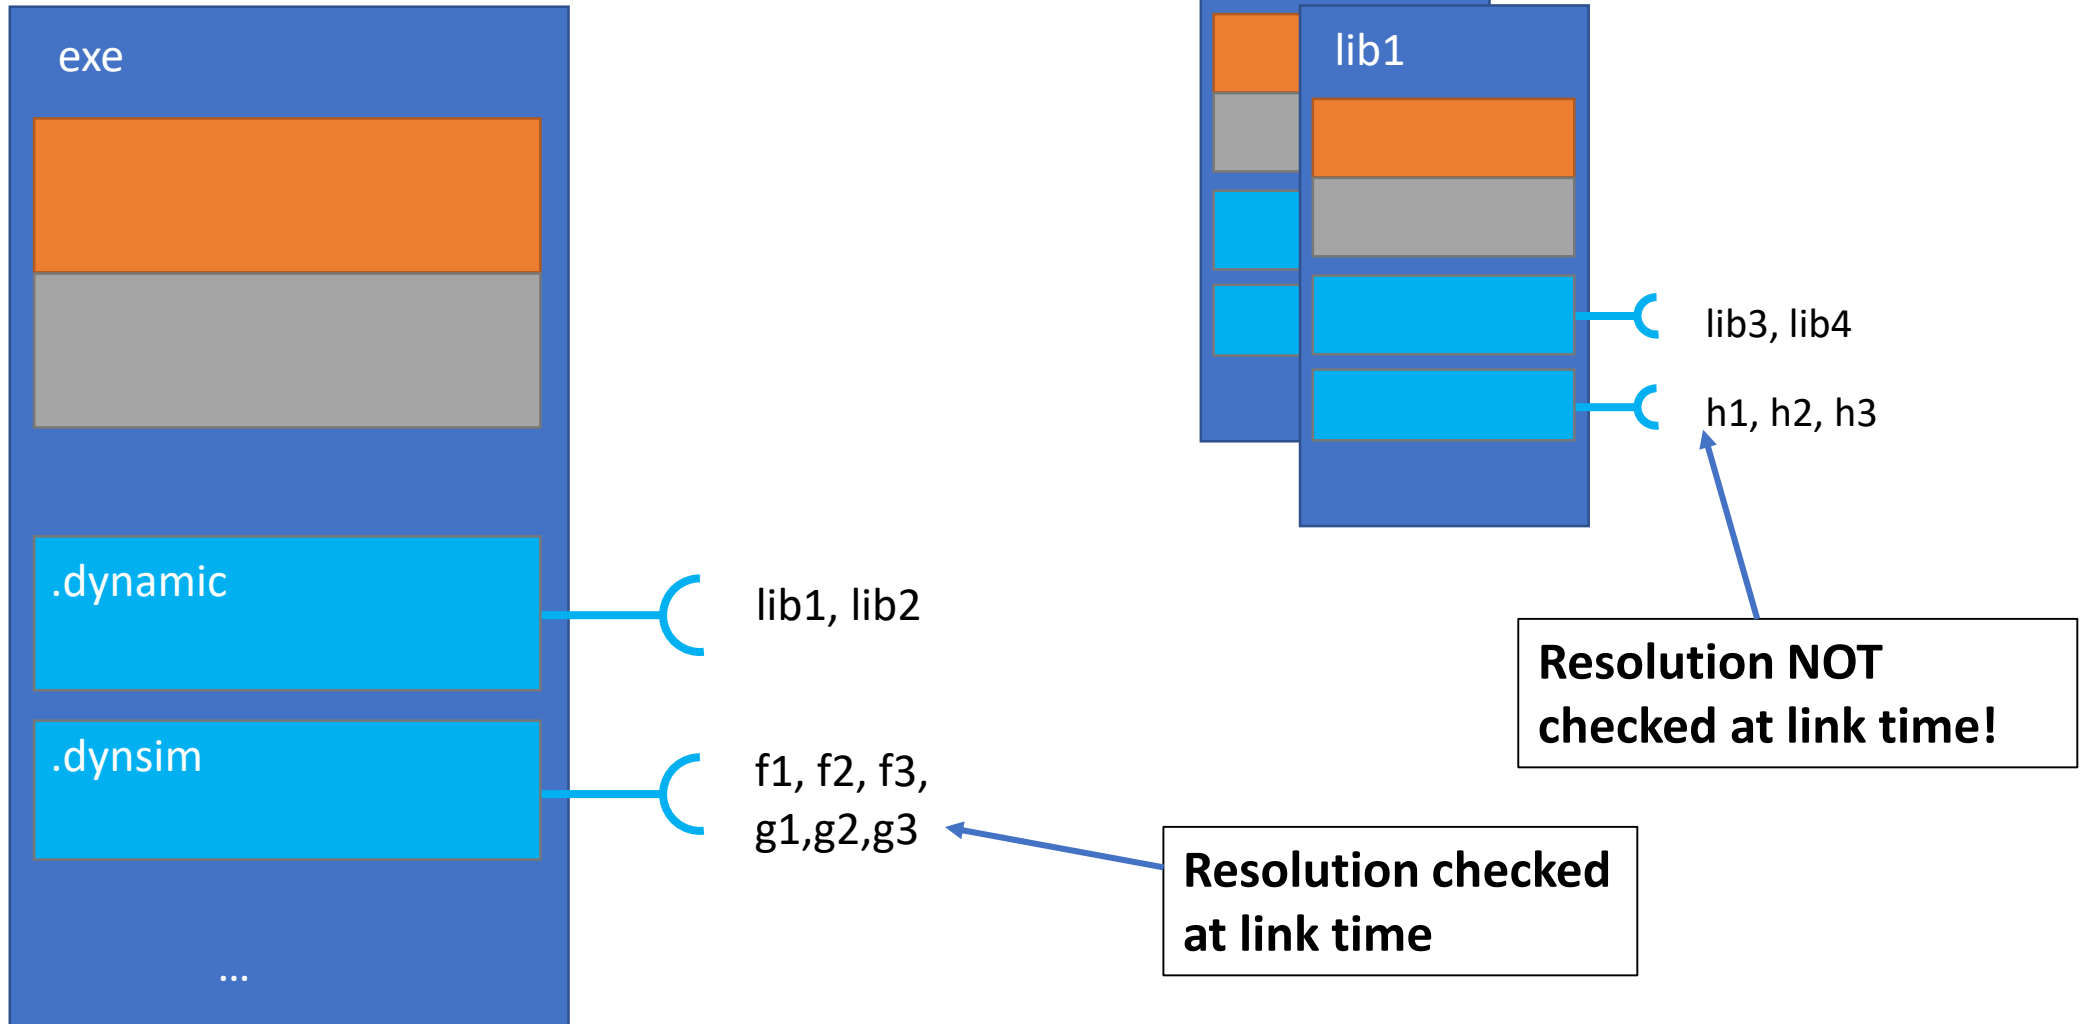 exe
lib1
lib3, lib4
h1, h2, h3
.dynamic
lib1, lib2
Resolution NOT
checked at link time!
.dynsim
f1, f2, f3,
g1,g2,g3
Resolution checked
at link time
...